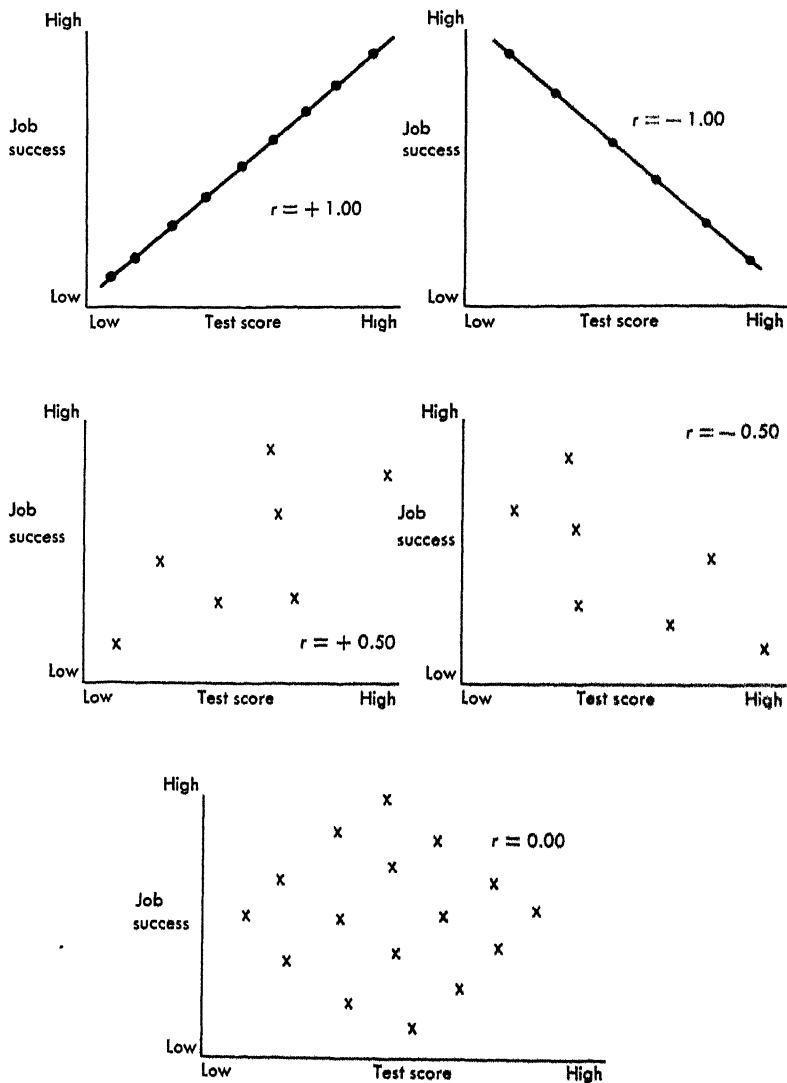 High
Job
success
r = + 1.00
Low
Low Test score High
High
Job
success
r = - 1.00
Low
Low Test score High
High
Job
success
r = + 0.50
Low
Low Test score High
High
r = - 0.50
Job
success
Low
Low Test score High
High
r = 0.00
Job
success
Low
Low Test score High